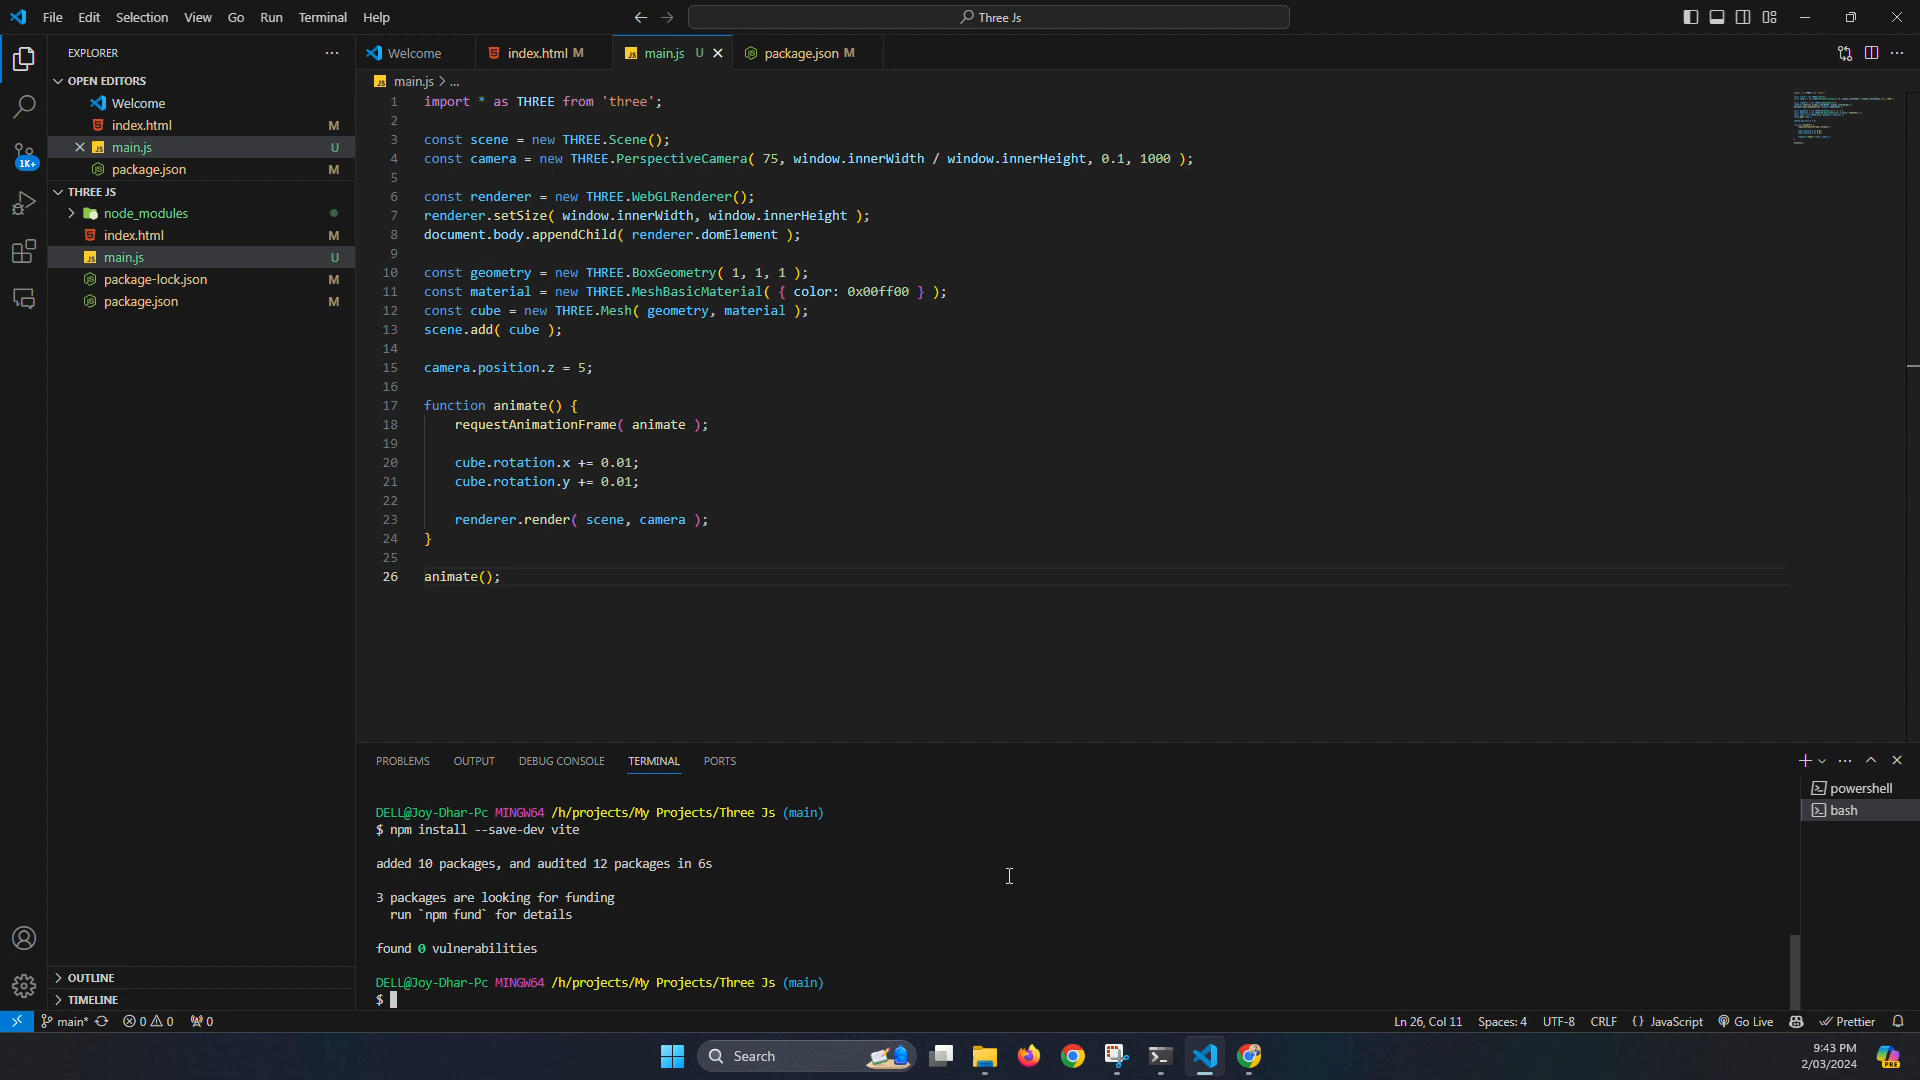 File Edit Selection View Go Run Terminal Help
Three Js
EXPLORER
OPEN EDITORS
Welcome
index.html M
main.js U
package.json M
THREE JS
node_modules
index.html M
main.js U
package-lock.json M
package.json M
OUTLINE
TIMELINE
1K+
Welcome
index.html M
main.js U
package.json M
main.js > ...
1 import * as THREE from 'three';
2
3 const scene = new THREE.Scene();
4 const camera = new THREE.PerspectiveCamera( 75, window.innerWidth / window.innerHeight, 0.1, 1000 );
5
6 const renderer = new THREE.WebGLRenderer();
7 renderer.setSize( window.innerWidth, window.innerHeight );
8 document.body.appendChild( renderer.domElement );
9
10 const geometry = new THREE.BoxGeometry( 1, 1, 1 );
11 const material = new THREE.MeshBasicMaterial( { color: 0x00ff00 } );
12 const cube = new THREE.Mesh( geometry, material );
13 scene.add( cube );
14
15 camera.position.z = 5;
16
17 function animate() {
18 requestAnimationFrame( animate );
19
20 cube.rotation.x += 0.01;
21 cube.rotation.y += 0.01;
22
23 renderer.render( scene, camera );
24 }
25
26 animate();
PROBLEMS OUTPUT DEBUG CONSOLE TERMINAL PORTS
DELL@Joy-Dhar-Pc MINGW64 /h/projects/My Projects/Three Js (main)
$ npm install --save-dev vite
added 10 packages, and audited 12 packages in 6s
3 packages are looking for funding
run `npm fund` for details
found 0 vulnerabilities
DELL@Joy-Dhar-Pc MINGW64 /h/projects/My Projects/Three Js (main)
$
powershell
bash
main* 0 0 0 Ln 26, Col 11 Spaces: 4 UTF-8 CRLF {} JavaScript Go Live Prettier
Search
9:43 PM
2/03/2024
PRE